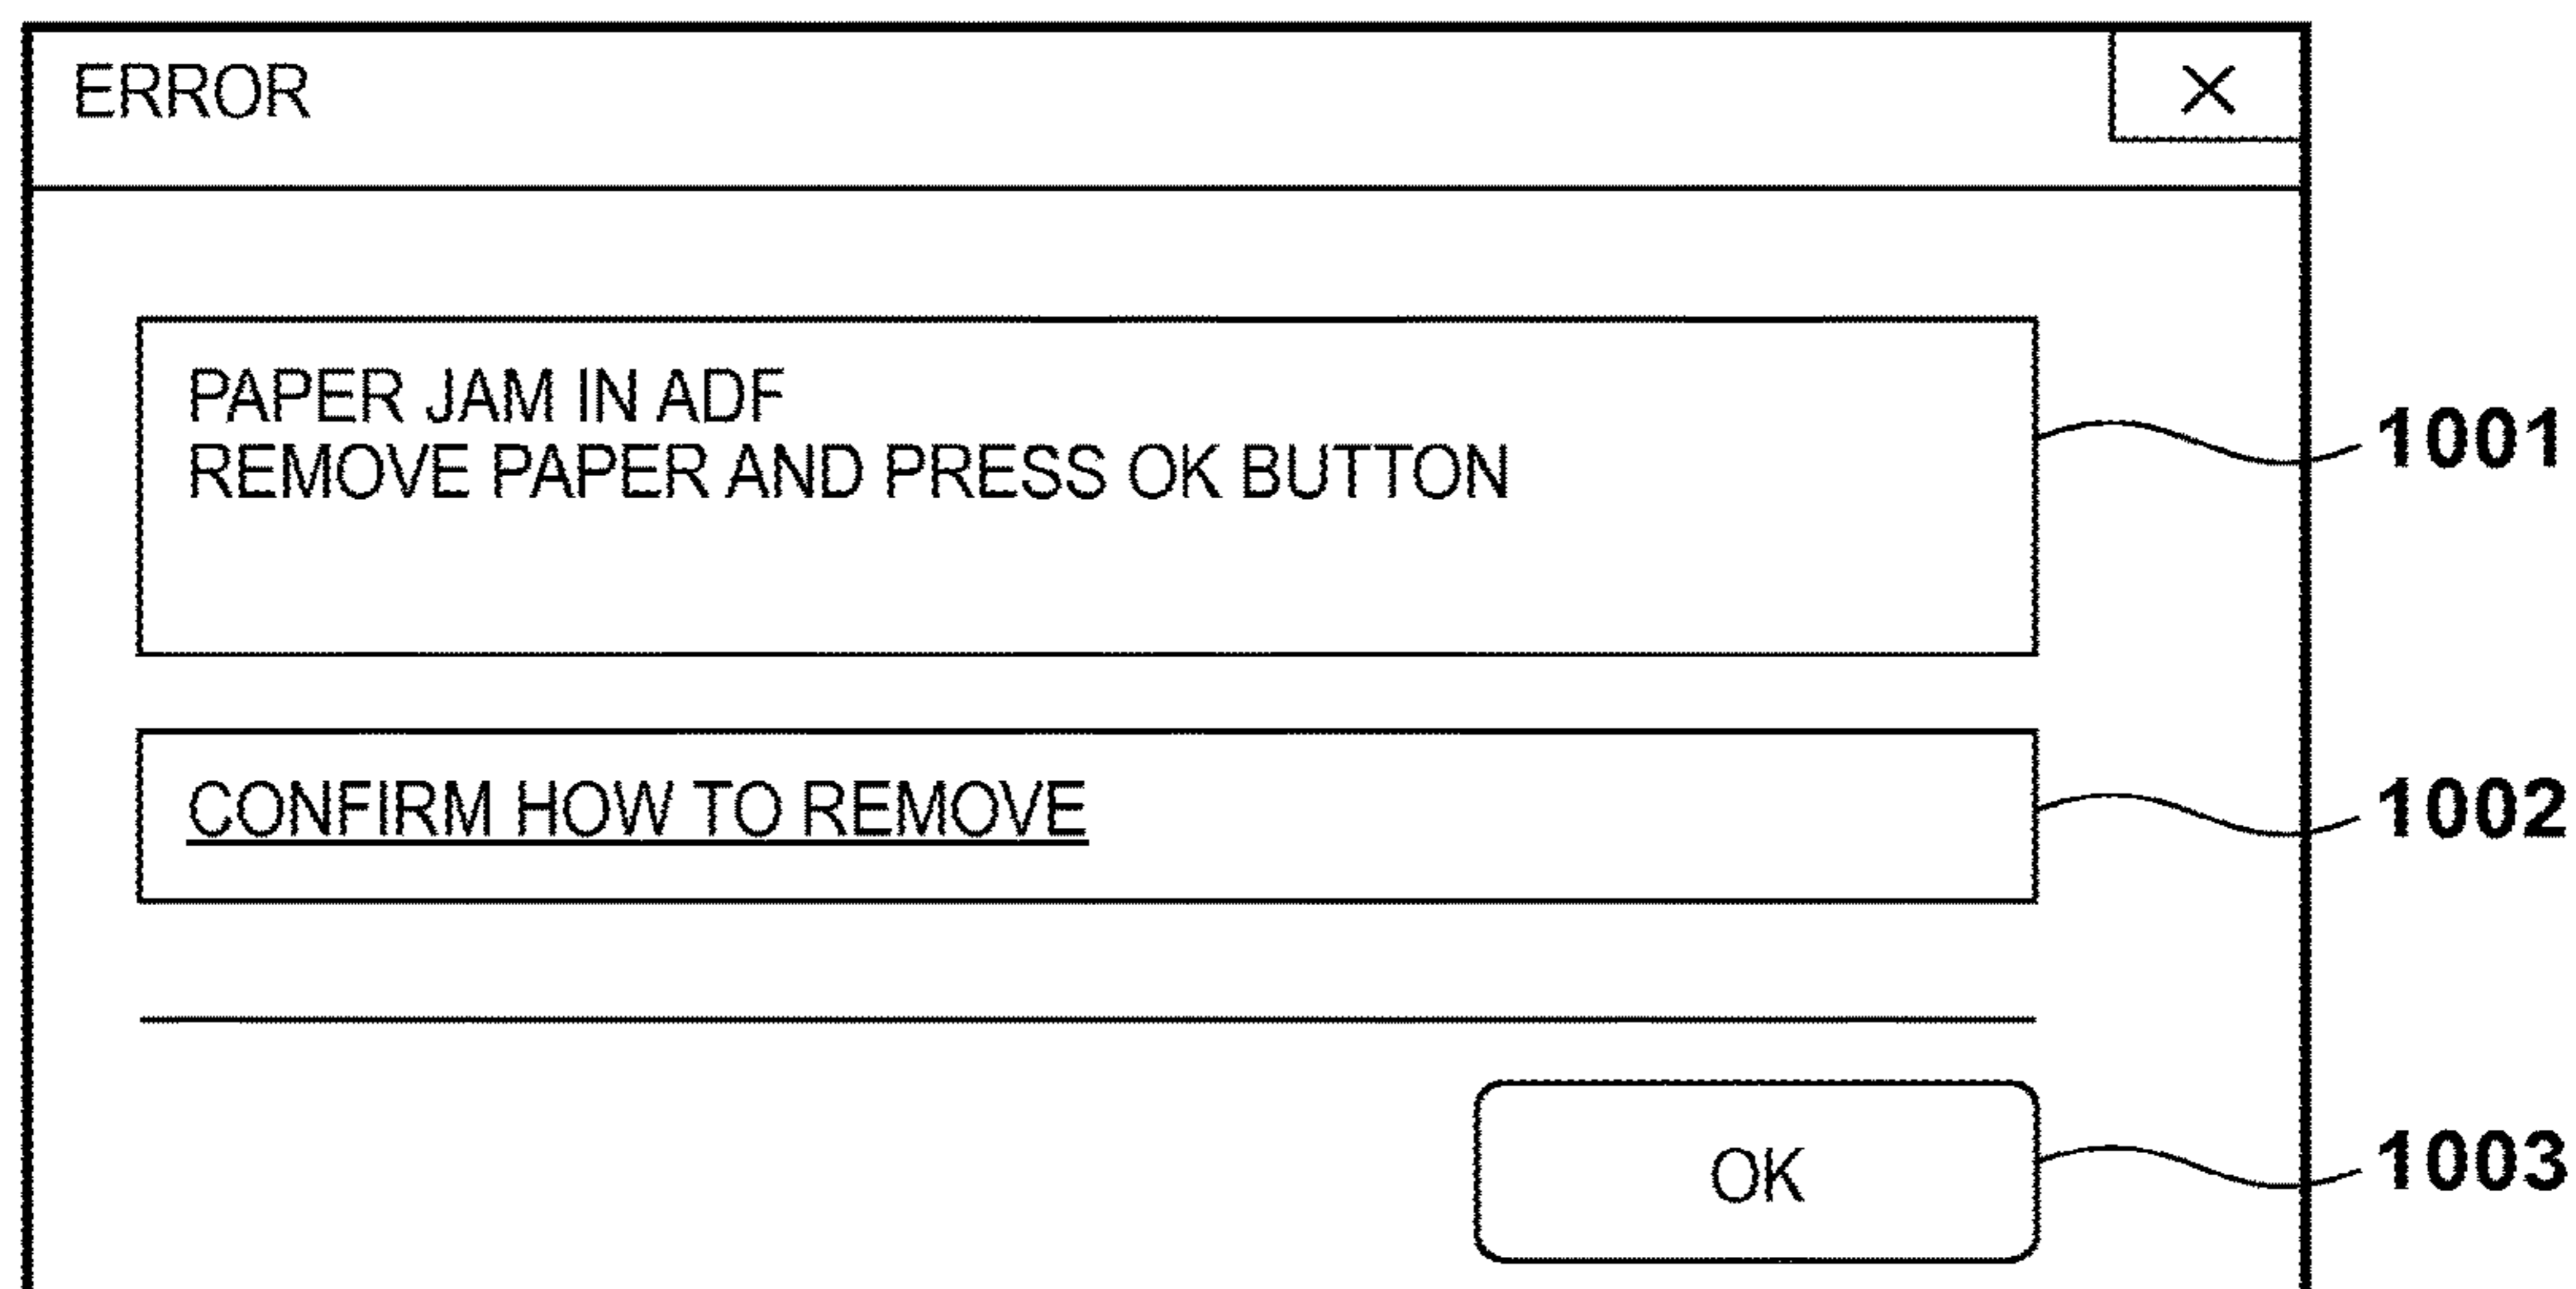 ERROR
PAPER JAM IN ADF
REMOVE PAPER AND PRESS OK BUTTON
1001
CONFIRM HOW TO REMOVE
1002
OK
1003